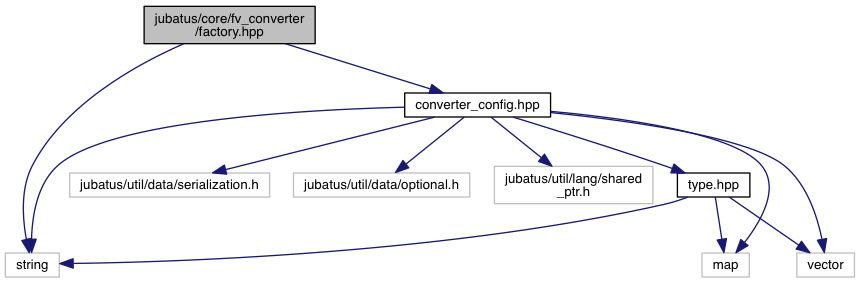 jubatus/core/fv_converter
/factory.hpp
converter_config.hpp
jubatus/util/data/serialization.h
jubatus/util/data/optional.h
jubatus/util/lang/shared
_ptr.h
type.hpp
string
map
vector